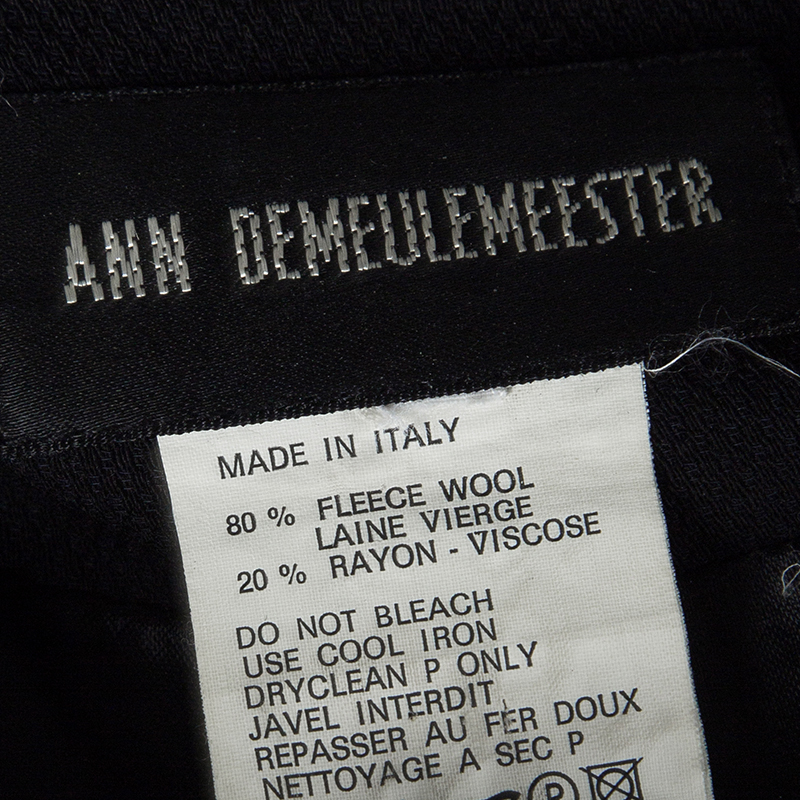 ANN DEMEULEMEESTER
MADE IN ITALY
80 % FLEECE WOOL
LAINE VIERGE
20 % RAYON - VISCOSE
DO NOT BLEACH
USE COOL IRON
DRYCLEAN P ONLY
JAVEL INTERDIT
REPASSER AU FER DOUX
NETTOYAGE A SEC P
P